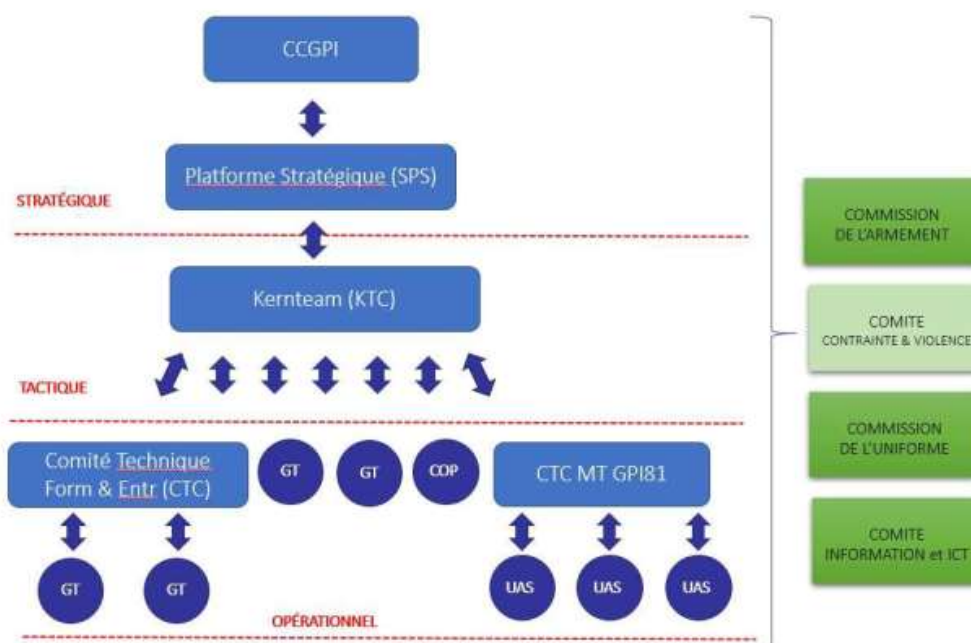 CCGPI
Platforme Stratégique (SPS)
STRATÉGIQUE
Kernteam (KTC)
TACTIQUE
Comité Technique
Form & Entr (CTC)
GT
GT
COP
CTC MT GPI81
GT
GT
UAS
UAS
UAS
OPÉRATIONNEL
COMMISSION
DE L'ARMEMENT
COMITE
CONTRAINTE & VIOLENCE
COMMISSION
DE L'UNIFORME
COMITE
INFORMATION et ICT